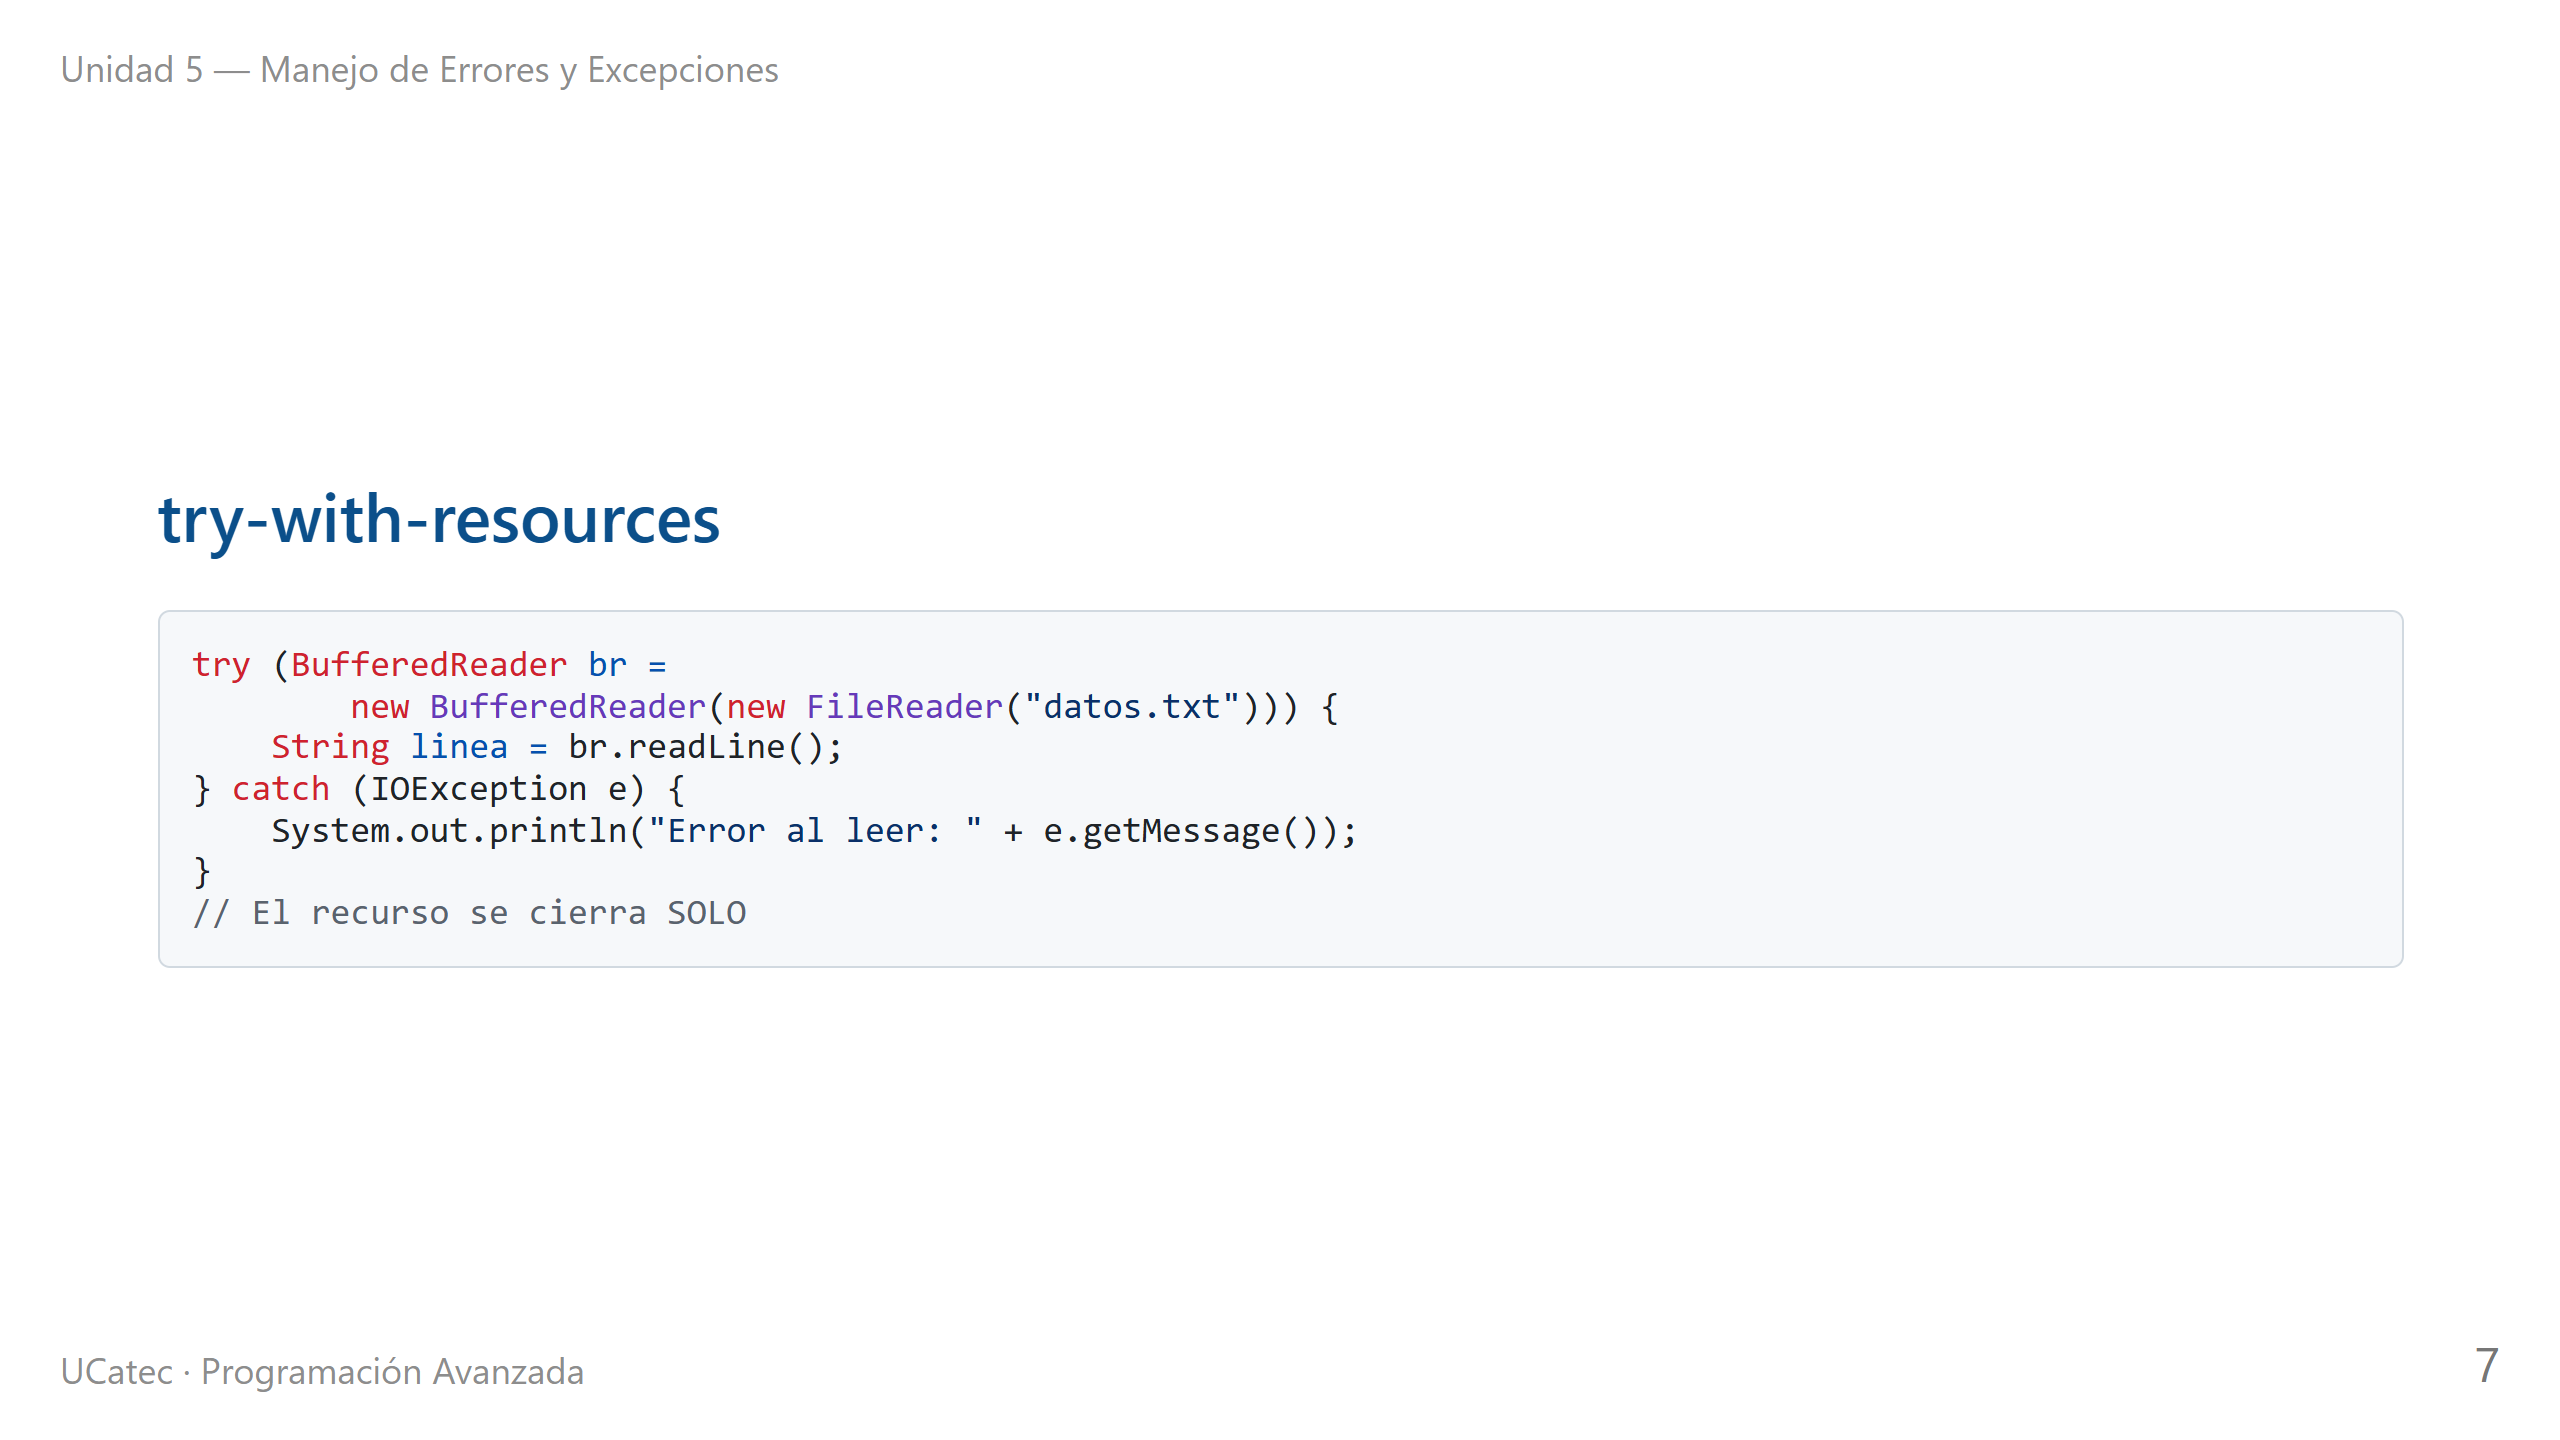 Unidad 5 — Manejo de Errores y Excepciones
try-with-resources
try (BufferedReader br =
        new BufferedReader(new FileReader("datos.txt"))) {
    String linea = br.readLine();
} catch (IOException e) {
    System.out.println("Error al leer: " + e.getMessage());
}
// El recurso se cierra SOLO
UCatec · Programación Avanzada
7